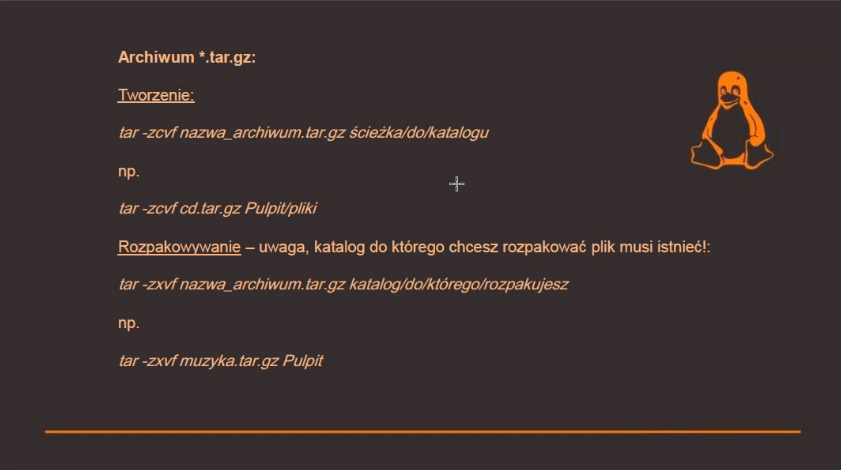 Archiwum *.tar.gz:
Tworzenie:
tar -zcvf nazwa_archiwum.tar.gz ścieżka/do/katalogu
np.
tar -zcvf cd.tar.gz Pulpit/pliki
Rozpakowywanie – uwaga, katalog do którego chcesz rozpakować plik musi istnieć!:
tar -zxvf nazwa_archiwum.tar.gz katalog/do/którego/rozpakujesz
np.
tar -zxvf muzyka.tar.gz Pulpit